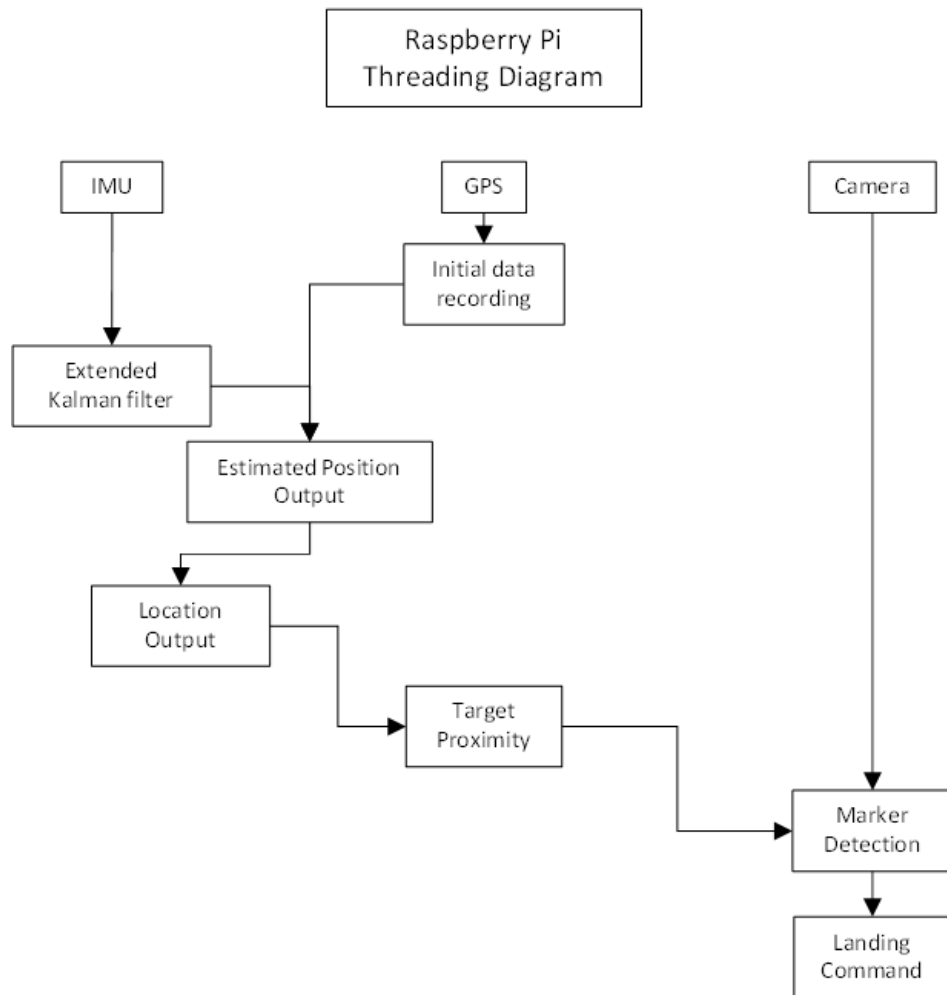 Raspberry Pi
Threading Diagram
IMU
GPS
Camera
Initial data
recording
Extended
Kalman filter
Estimated Position
Output
Location
Output
Target
Proximity
Marker
Detection
Landing
Command